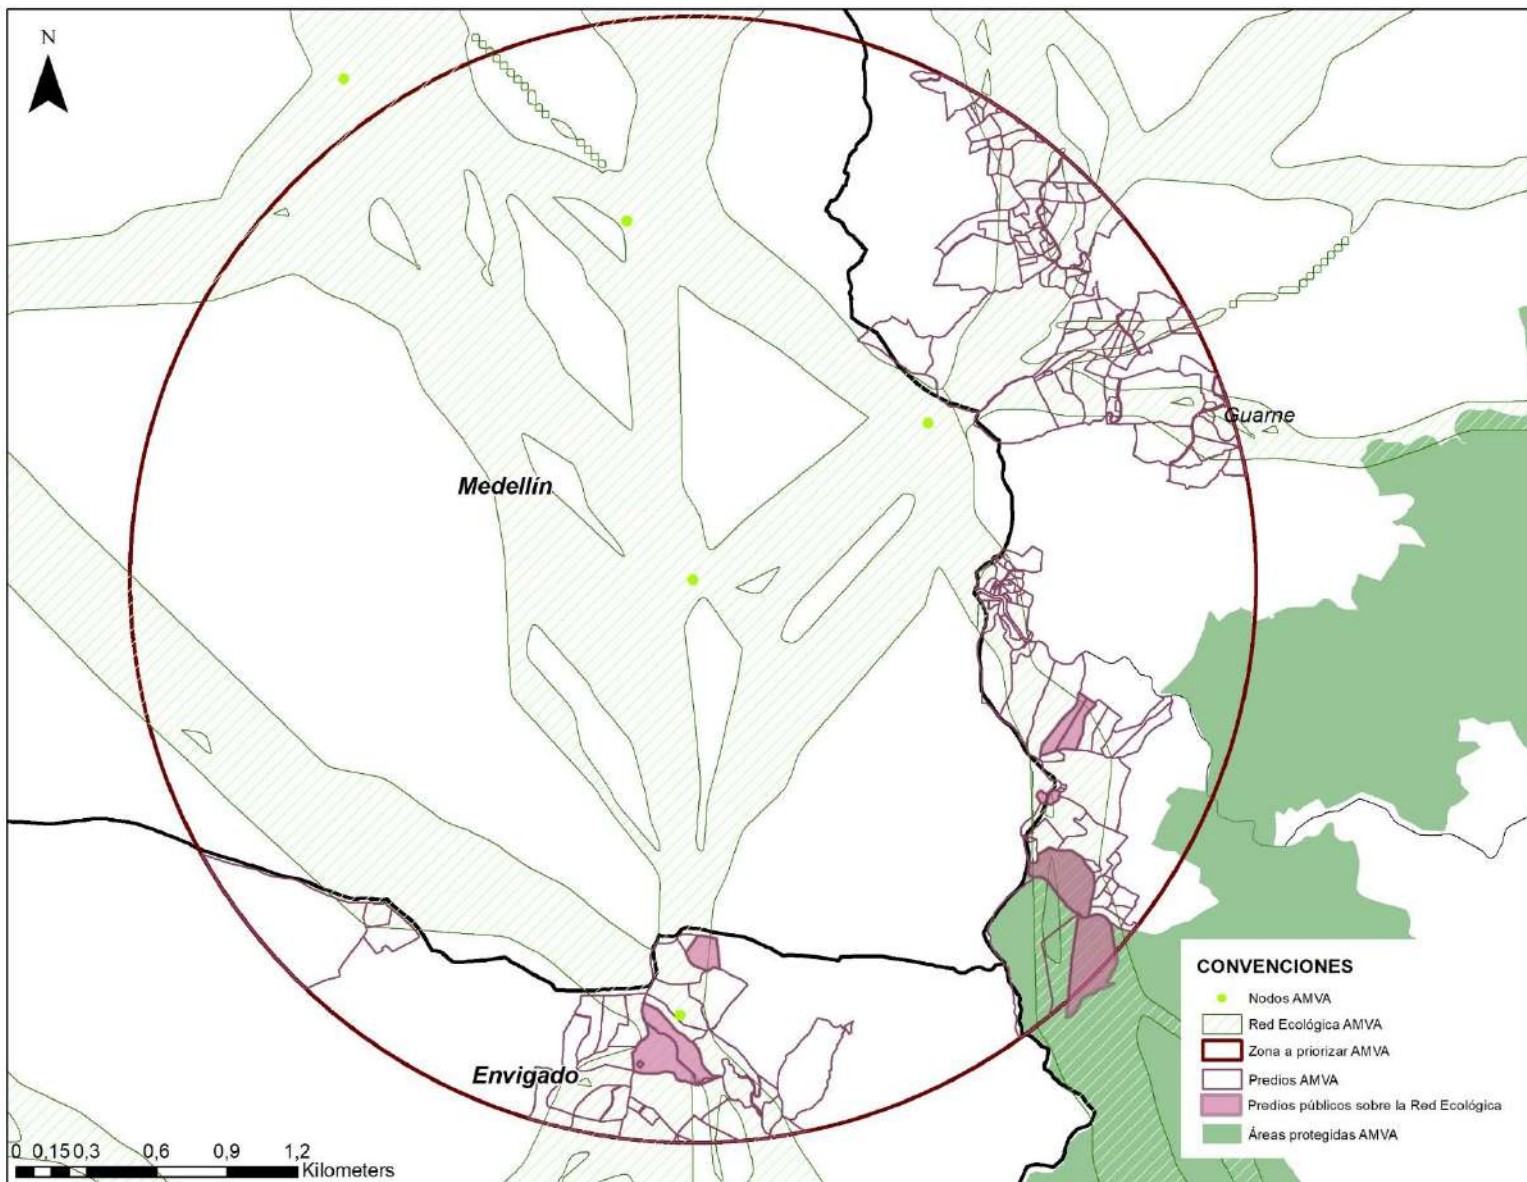 N
Guarne
Medellín
Envigado
CONVENCIONES
Nodos AMVA
Red Ecológica AMVA
Zona a priorizar AMVA
Predios AMVA
Predios públicos sobre la Red Ecológica
Áreas protegidas AMVA
0 0,15 0,3 0,6 0,9 1,2
Kilometers